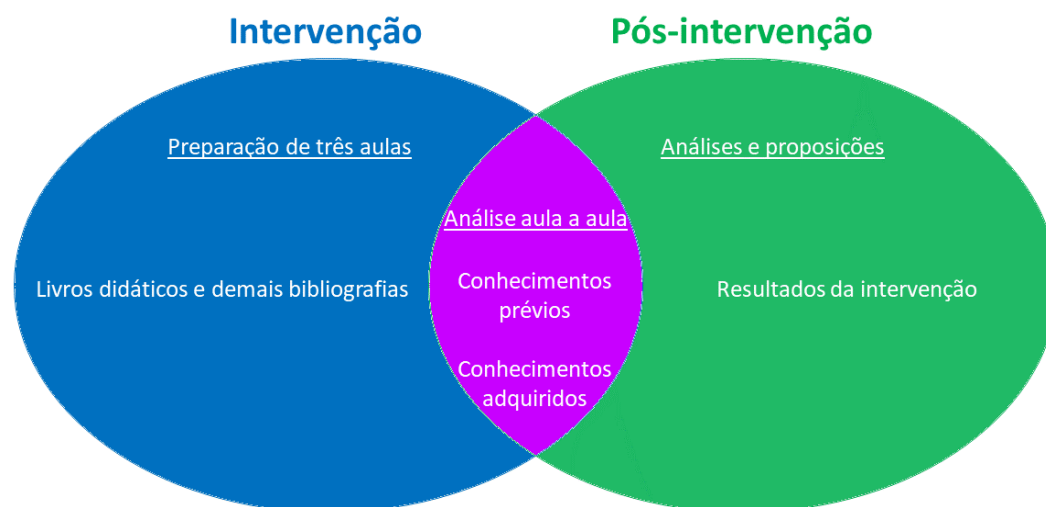 Intervenção
Pós-intervenção
Preparação de três aulas
Livros didáticos e demais bibliografias
Análise aula a aula
Conhecimentos
prévios
Conhecimentos
adquiridos
Análises e proposições
Resultados da intervenção